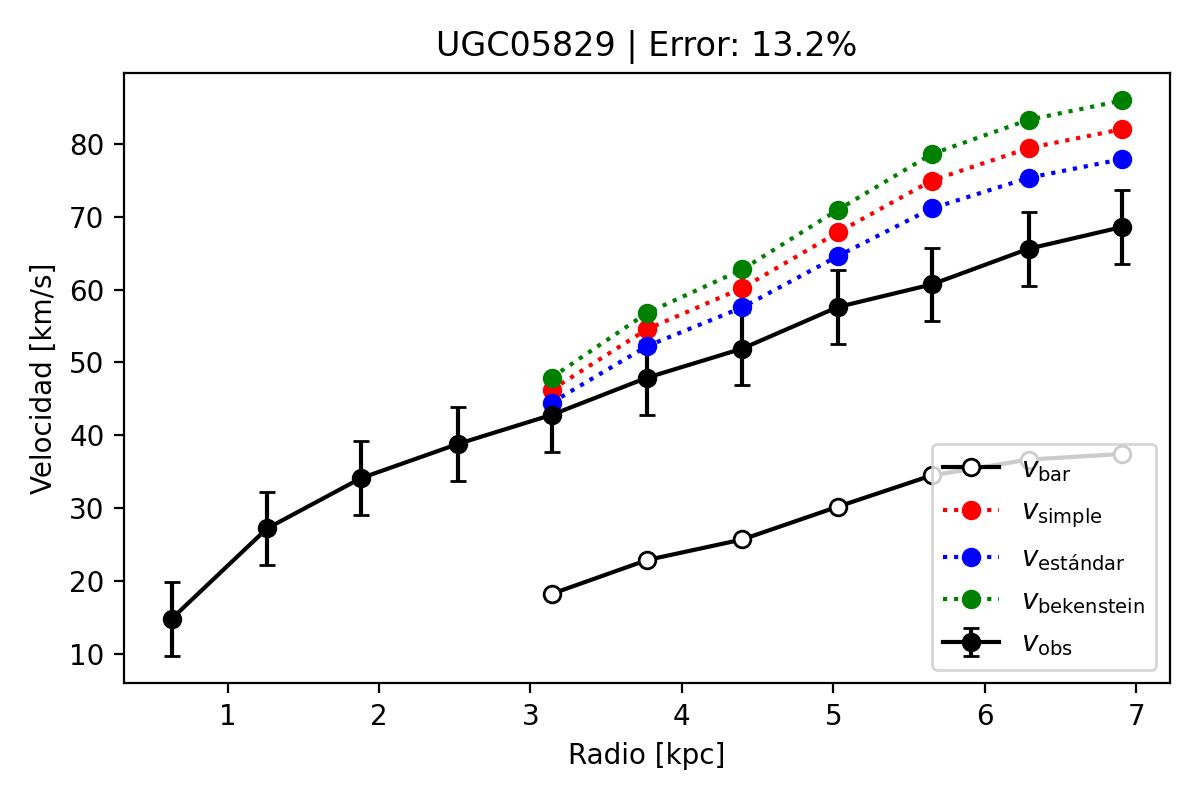 UGC05829 | Error: 13.2%
Velocidad [km/s]
80
70
60
50
40
30
20
10
v_bar
v_simple
v_estándar
v_bekenstein
v_obs
1 2 3 4 5 6 7
Radio [kpc]